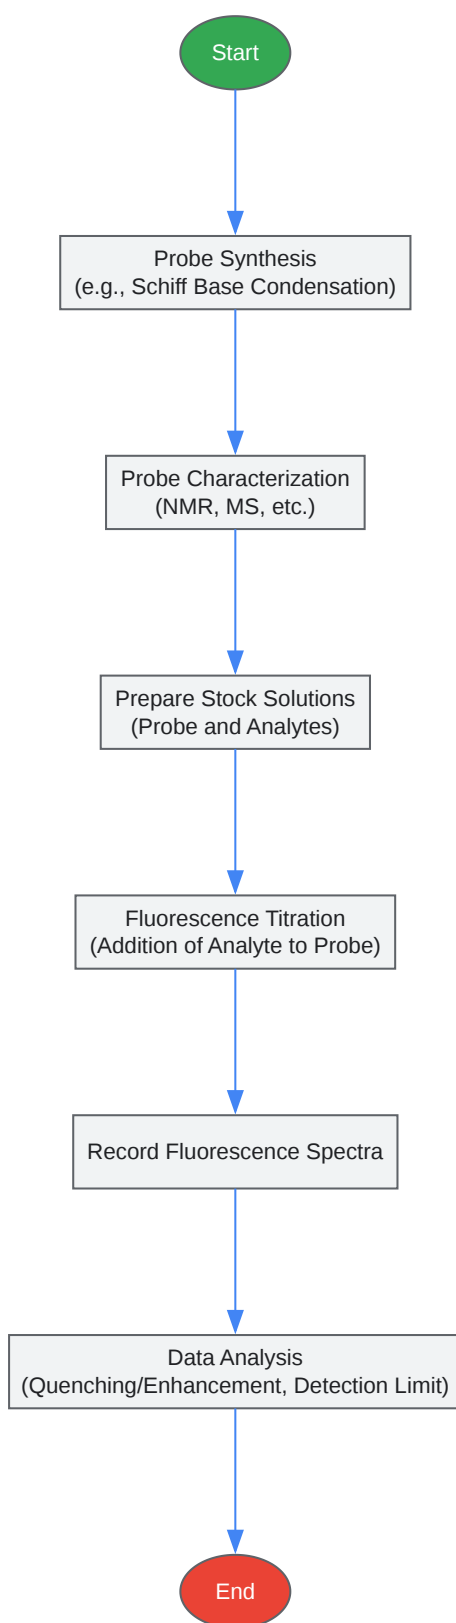 Start
Probe Synthesis
(e.g., Schiff Base Condensation)
Probe Characterization
(NMR, MS, etc.)
Prepare Stock Solutions
(Probe and Analytes)
Fluorescence Titration
(Addition of Analyte to Probe)
Record Fluorescence Spectra
Data Analysis
(Quenching/Enhancement, Detection Limit)
End